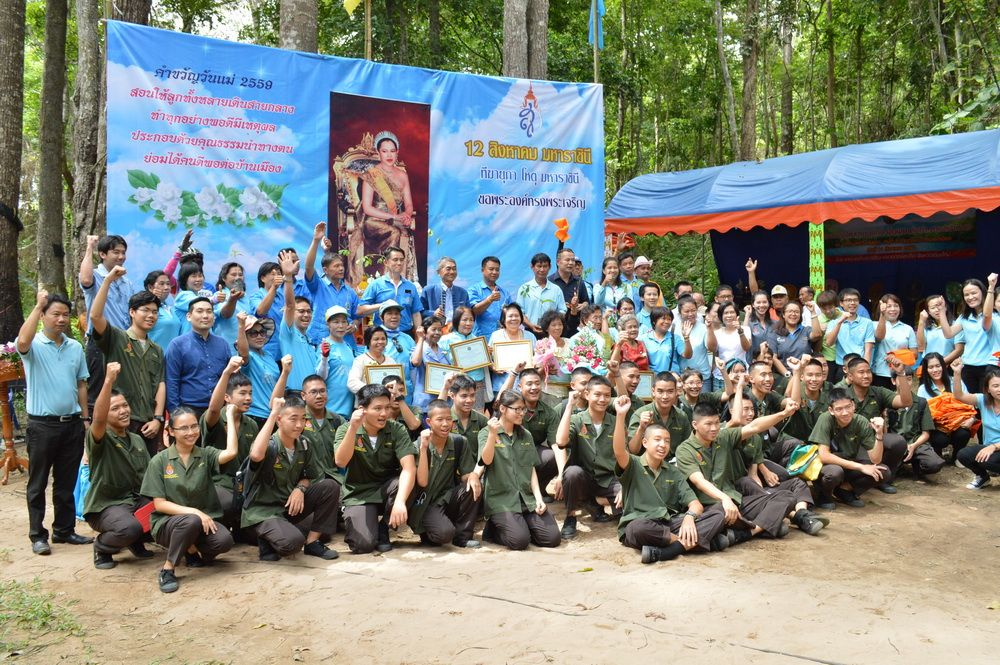 คำขวัญวันแม่ 2559
สอนให้ลูกทั้งหลายเดินสายกลาง
ทำทุกอย่างพอดีมีเหตุผล
ประกอบด้วยคุณธรรมนำทางตน
ย่อมได้คนดีพอต่อบ้านเมือง
12 สิงหาคม มหาราชินี
ทีฆายุกา โหตุ มหาราชินี
ขอพระองค์ทรงพระเจริญ